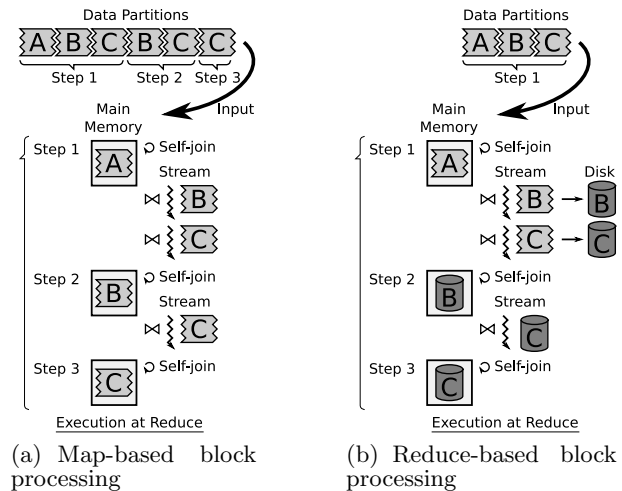 Data Partitions
A B C B C C
Step 1 Step 2 Step 3
Input
Main
Memory
Step 1 A Self-join
Stream
⋈ B
⋈ C
Step 2 B Self-join
Stream
⋈ C
Step 3 C Self-join
Execution at Reduce
(a) Map-based block
processing
Data Partitions
A B C
Step 1
Input
Main
Memory
Step 1 A Self-join
Stream Disk
⋈ B B
⋈ C C
Step 2 B Self-join
Stream
⋈ C
Step 3 C Self-join
Execution at Reduce
(b) Reduce-based block
processing